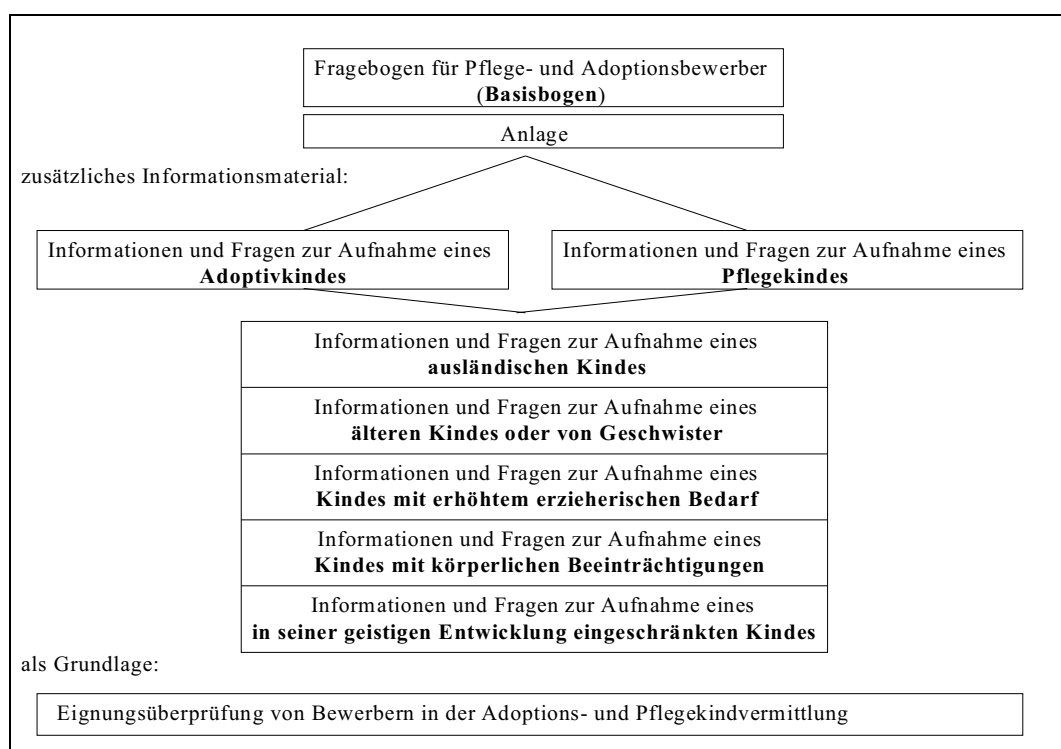 Fragebogen für Pflege- und Adoptionsbewerber
(Basisbogen)
Anlage
zusätzliches Informationsmaterial:
Informationen und Fragen zur Aufnahme eines
Adoptivkindes
Informationen und Fragen zur Aufnahme eines
Pflegekindes
Informationen und Fragen zur Aufnahme eines
ausländischen Kindes
Informationen und Fragen zur Aufnahme eines
älteren Kindes oder von Geschwister
Informationen und Fragen zur Aufnahme eines
Kindes mit erhöhtem erzieherischen Bedarf
Informationen und Fragen zur Aufnahme eines
Kindes mit körperlichen Beeinträchtigungen
Informationen und Fragen zur Aufnahme eines
in seiner geistigen Entwicklung eingeschränkten Kindes
als Grundlage:
Eignungsüberprüfung von Bewerbern in der Adoptions- und Pflegekindvermittlung